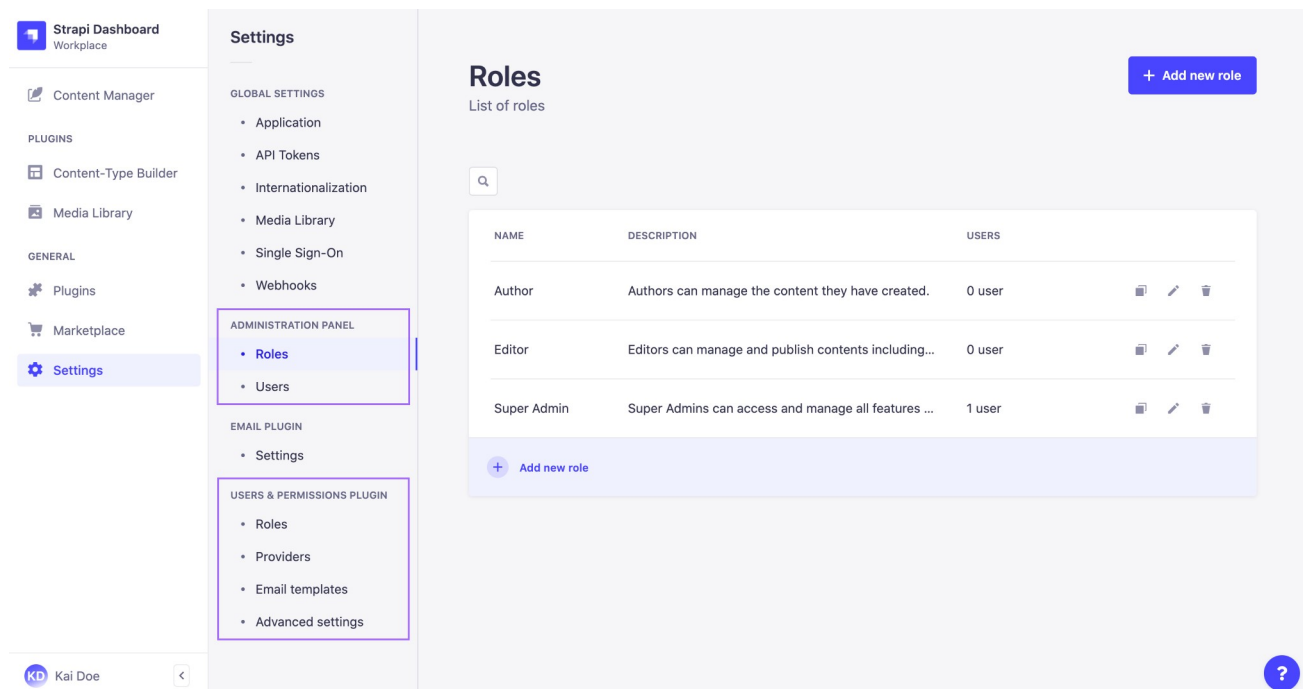 Strapi Dashboard
Workplace
Content Manager
PLUGINS
Content-Type Builder
Media Library
GENERAL
Plugins
Marketplace
Settings
KD Kai Doe
Settings
GLOBAL SETTINGS
Application
API Tokens
Internationalization
Media Library
Single Sign-On
Webhooks
ADMINISTRATION PANEL
Roles
Users
EMAIL PLUGIN
Settings
USERS & PERMISSIONS PLUGIN
Roles
Providers
Email templates
Advanced settings
Roles
List of roles
+ Add new role
NAME DESCRIPTION USERS
Author Authors can manage the content they have created. 0 user
Editor Editors can manage and publish contents including... 0 user
Super Admin Super Admins can access and manage all features ... 1 user
+ Add new role
?